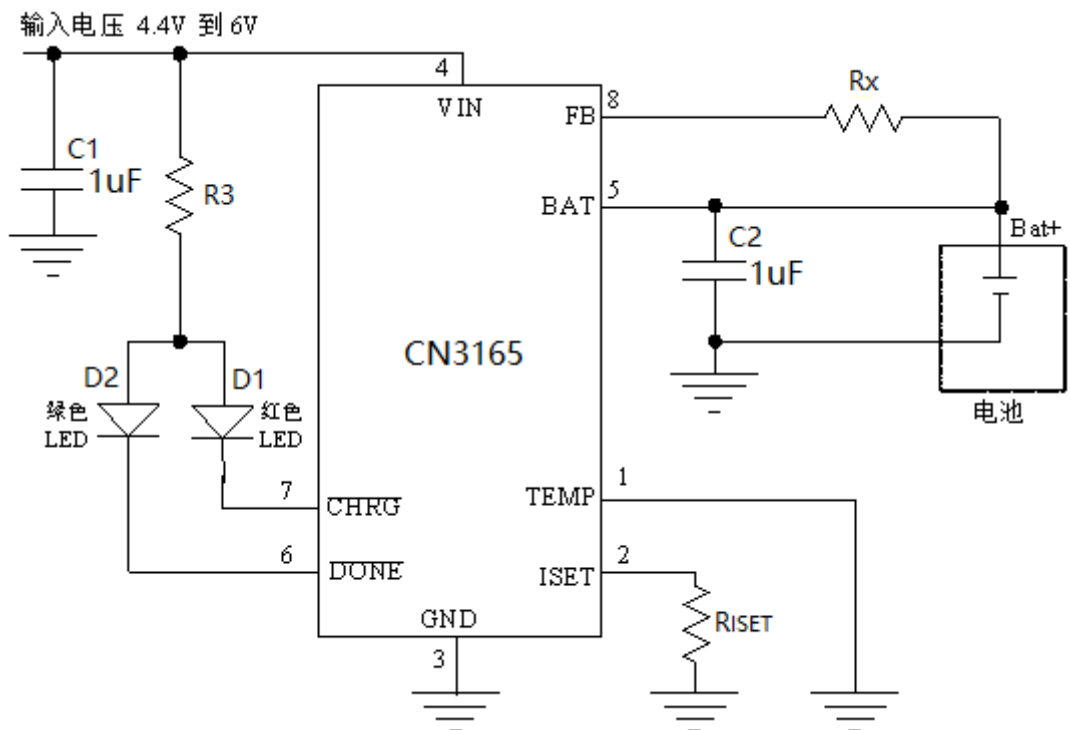 输入电压 4.4V 到 6V
4
VIN
Rx
8
FB
C1
1uF
R3
5
BAT
Bat+
C2
1uF
CN3165
D2
D1
绿色
LED
红色
LED
电池
7
CHRG
TEMP
1
6
DONE
ISET
2
GND
RISET
3